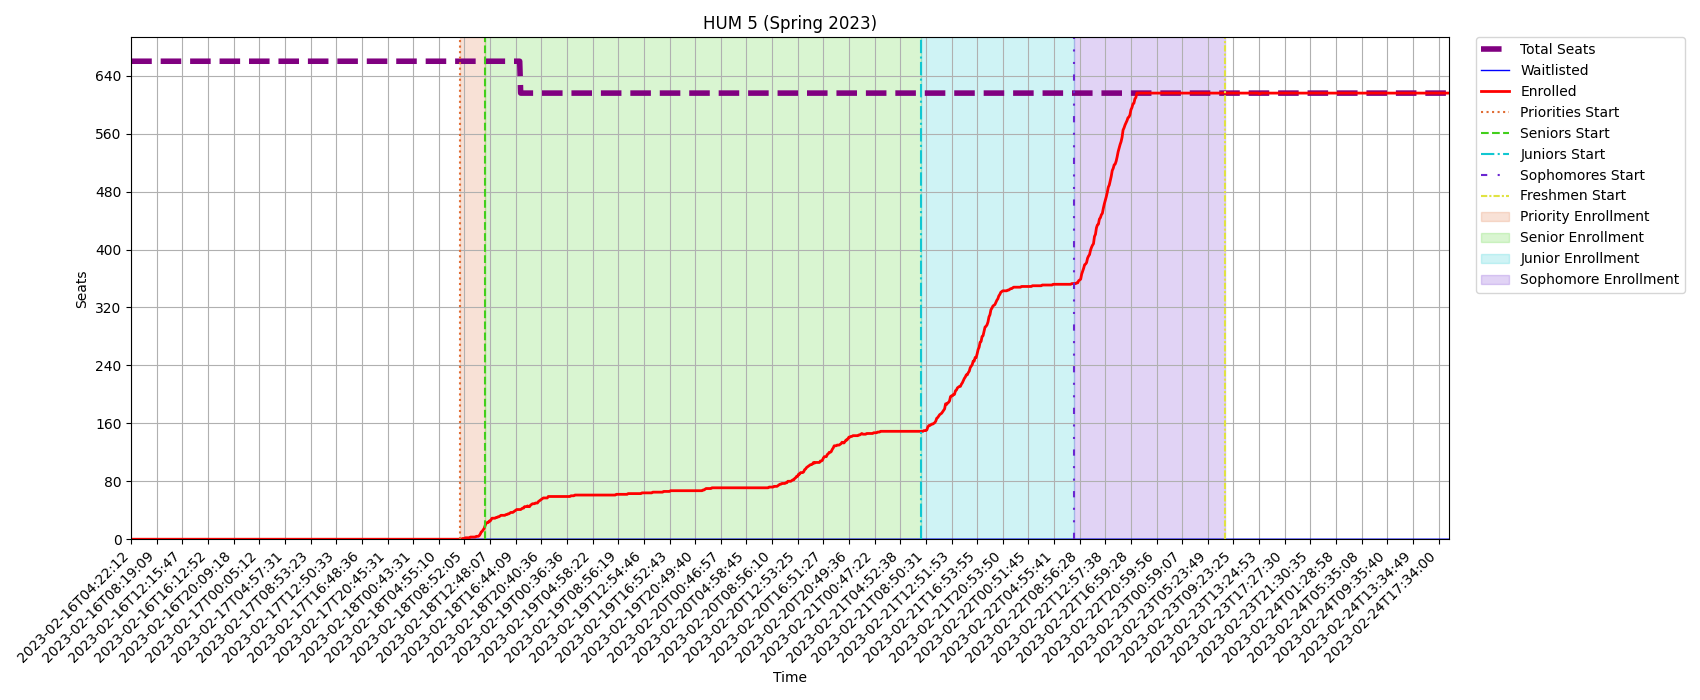 HUM 5 (Spring 2023)
Seats
640
560
480
400
320
240
160
80
0
2023-02-16T04:22:12
2023-02-16T08:19:09
2023-02-16T12:15:47
2023-02-16T16:12:52
2023-02-16T20:09:18
2023-02-17T00:05:12
2023-02-17T04:57:31
2023-02-17T08:53:23
2023-02-17T12:50:33
2023-02-17T16:48:36
2023-02-17T20:45:31
2023-02-18T00:43:31
2023-02-18T04:55:10
2023-02-18T08:52:05
2023-02-18T12:48:07
2023-02-18T16:44:09
2023-02-18T20:40:36
2023-02-19T00:36:36
2023-02-19T04:58:22
2023-02-19T08:56:19
2023-02-19T12:54:46
2023-02-19T16:52:43
2023-02-19T20:49:40
2023-02-20T00:46:57
2023-02-20T04:58:45
2023-02-20T08:56:10
2023-02-20T12:53:25
2023-02-20T16:51:27
2023-02-20T20:49:36
2023-02-21T00:47:22
2023-02-21T04:52:38
2023-02-21T08:50:31
2023-02-21T12:51:53
2023-02-21T16:53:55
2023-02-21T20:53:50
2023-02-22T00:51:45
2023-02-22T04:55:41
2023-02-22T08:56:28
2023-02-22T12:57:38
2023-02-22T16:59:28
2023-02-22T20:59:56
2023-02-23T00:59:07
2023-02-23T05:23:49
2023-02-23T09:23:25
2023-02-23T13:24:53
2023-02-23T17:27:30
2023-02-23T21:30:35
2023-02-24T01:28:58
2023-02-24T05:35:08
2023-02-24T09:35:40
2023-02-24T13:34:49
2023-02-24T17:34:00
Time
Total Seats
Waitlisted
Enrolled
Priorities Start
Seniors Start
Juniors Start
Sophomores Start
Freshmen Start
Priority Enrollment
Senior Enrollment
Junior Enrollment
Sophomore Enrollment